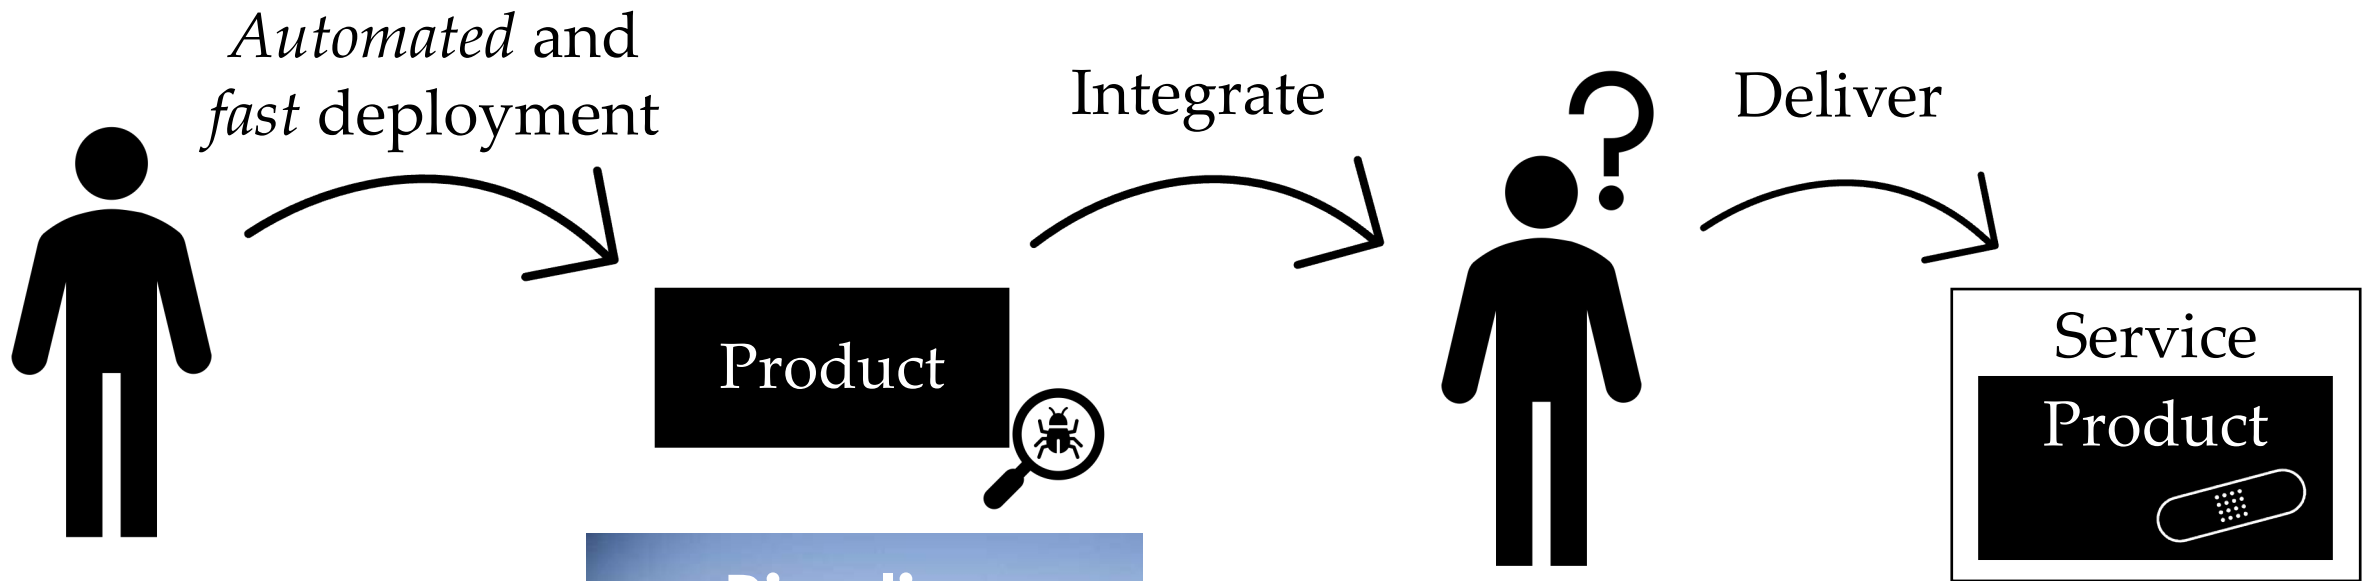 Automated and
fast deployment
Integrate
?
Deliver
Product
Service
Product